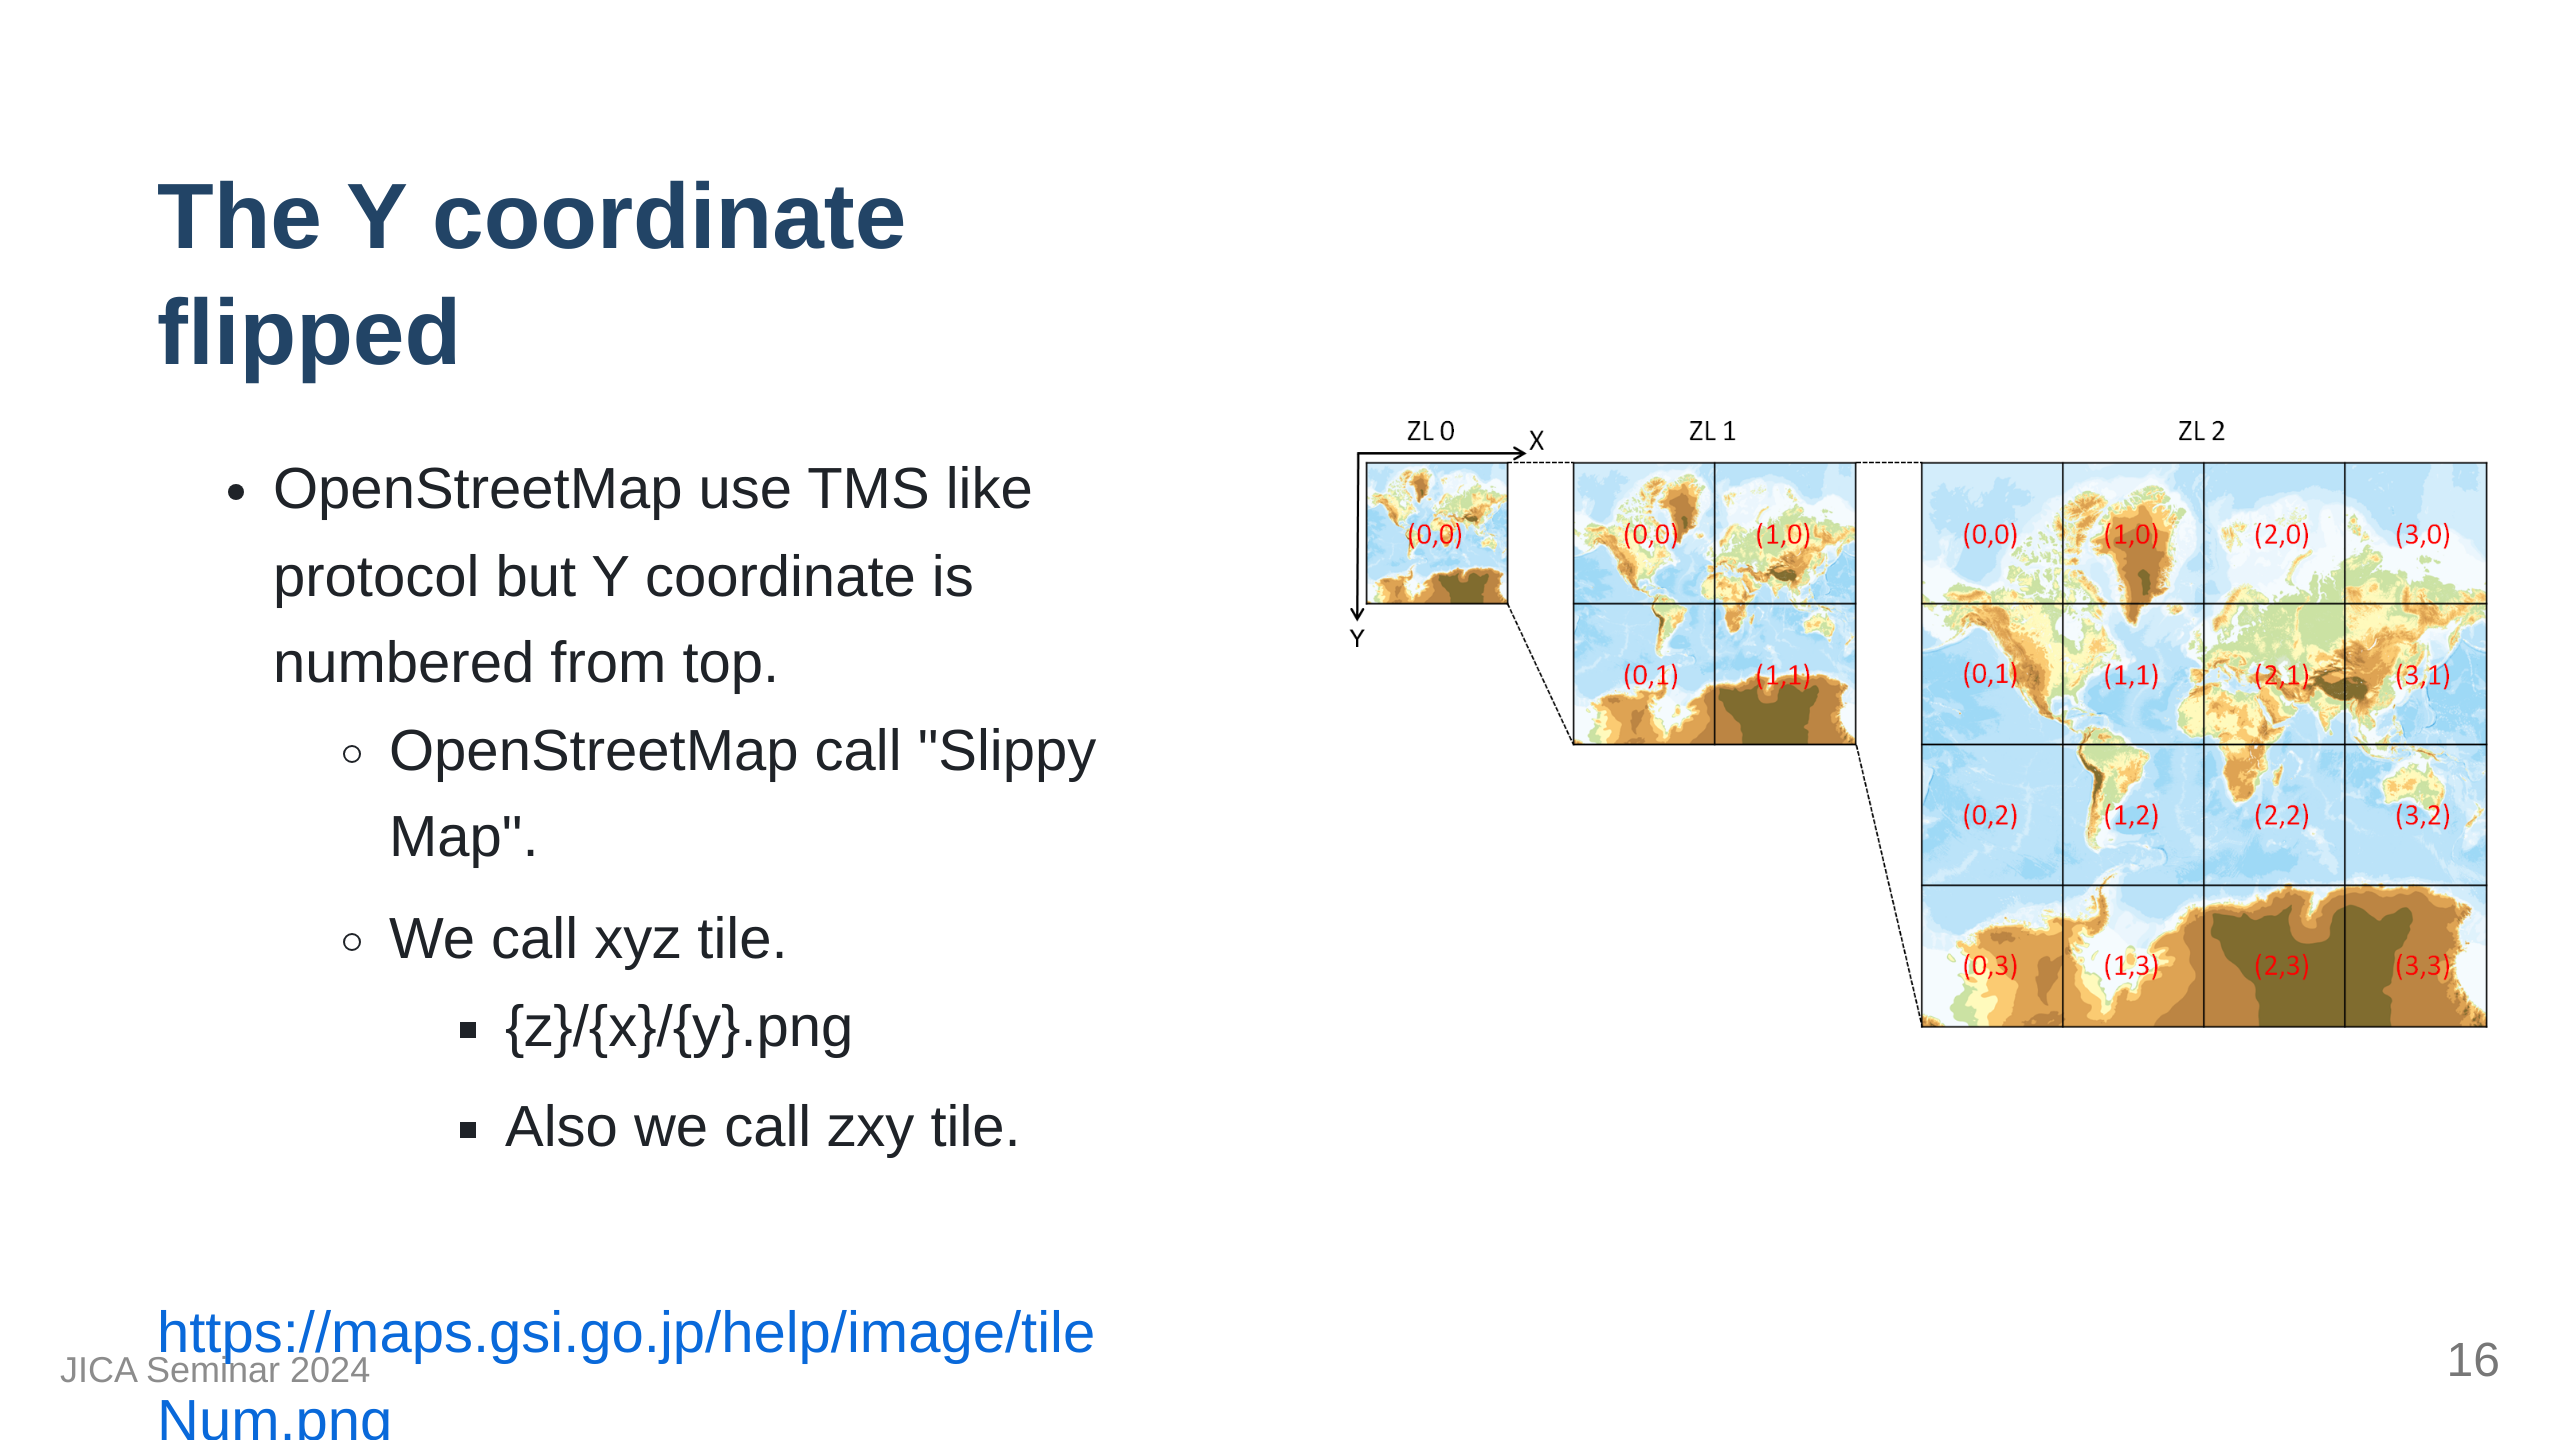 The Y coordinate
flipped
• OpenStreetMap use TMS like
protocol but Y coordinate is
numbered from top.
◦ OpenStreetMap call "Slippy
Map".
◦ We call xyz tile.
▪ {z}/{x}/{y}.png
▪ Also we call zxy tile.
https://maps.gsi.go.jp/help/image/tile
Num.png
ZL 0
X
Y
(0,0)
ZL 1
(0,0) (1,0)
(0,1) (1,1)
ZL 2
(0,0) (1,0) (2,0) (3,0)
(0,1) (1,1) (2,1) (3,1)
(0,2) (1,2) (2,2) (3,2)
(0,3) (1,3) (2,3) (3,3)
JICA Seminar 2024
16